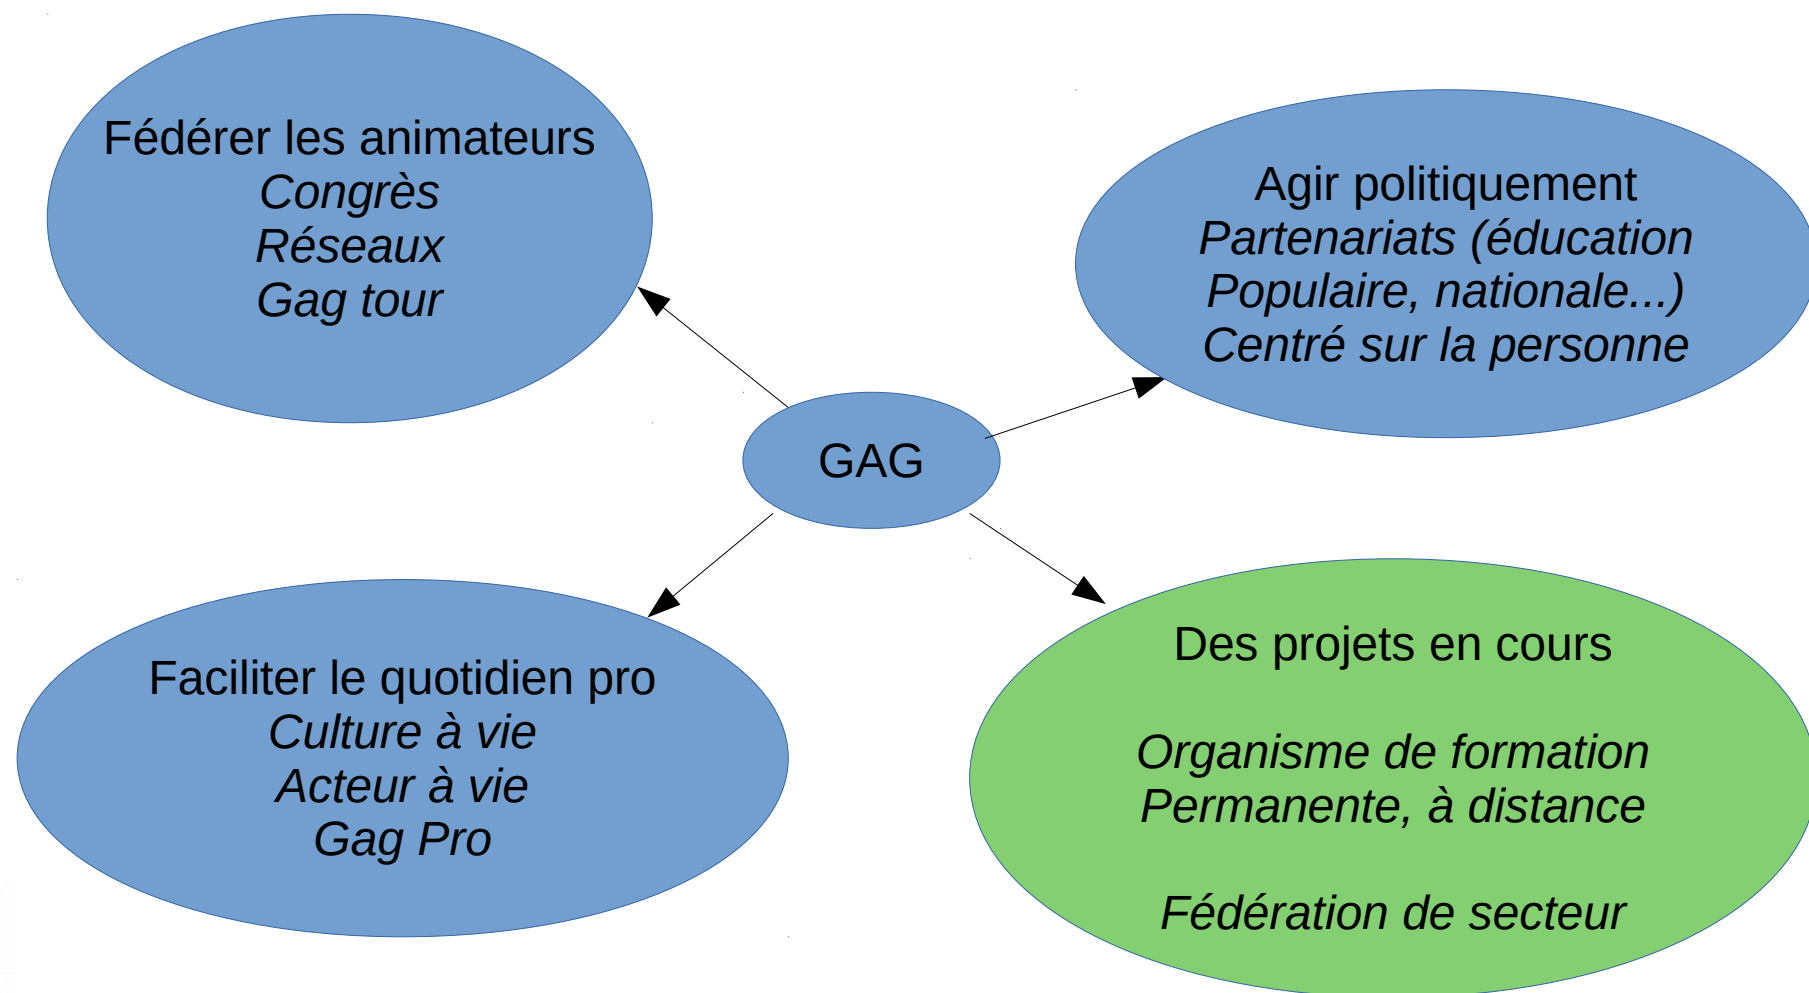 Fédérer les animateurs
Congrès
Réseaux
Gag tour
Agir politiquement
Partenariats (éducation
Populaire, nationale...)
Centré sur la personne
GAG
Faciliter le quotidien pro
Culture à vie
Acteur à vie
Gag Pro
Des projets en cours
Organisme de formation
Permanente, à distance
Fédération de secteur